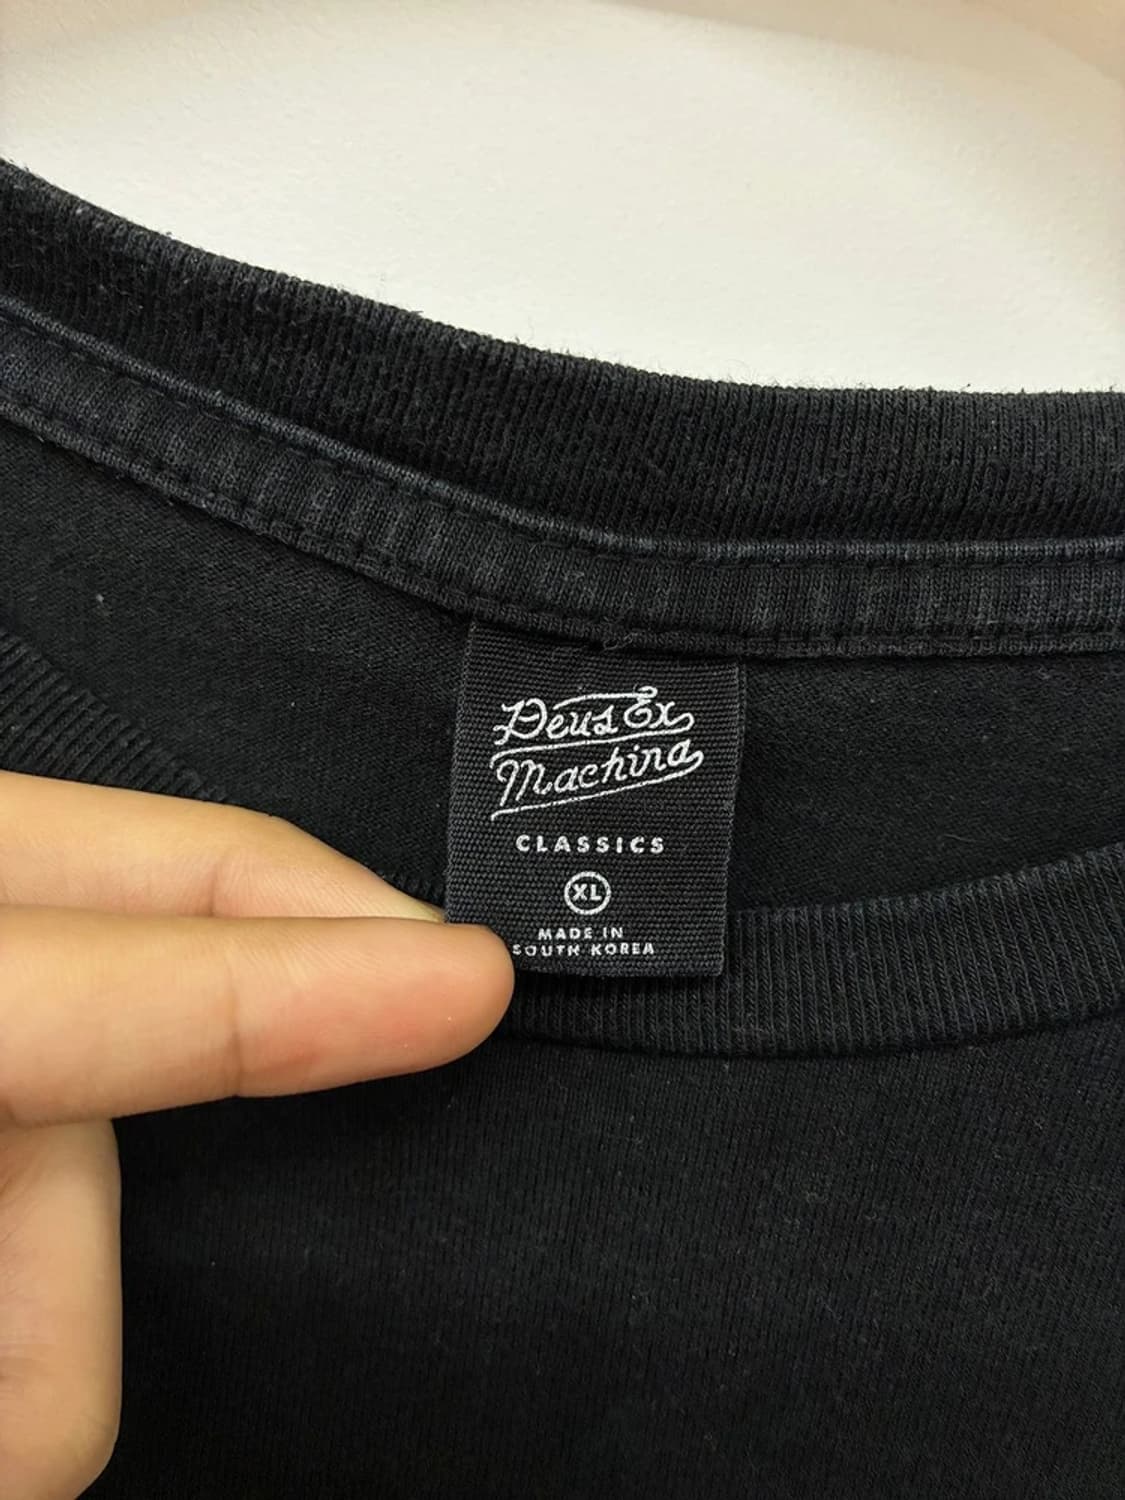 Deus Ex
Machina
CLASSICS
XL
MADE IN
SOUTH KOREA